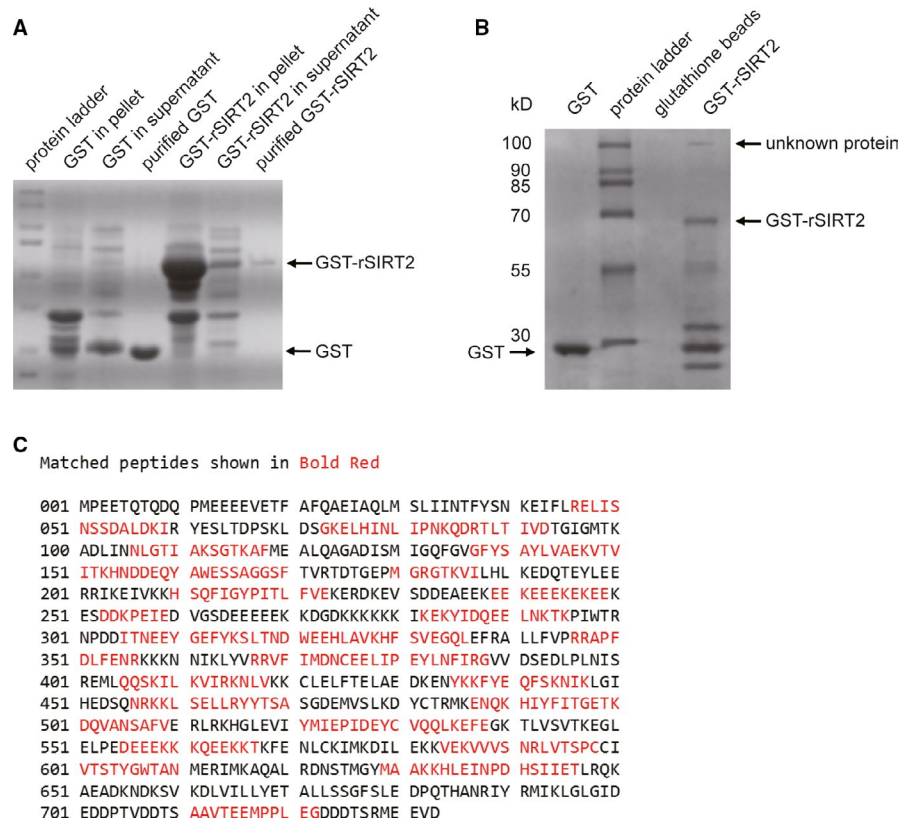 A
protein ladder
GST in pellet
GST in supernatant
purified GST
GST-rSIRT2 in pellet
GST-rSIRT2 in supernatant
purified GST-rSIRT2
GST-rSIRT2
GST
B
kD
GST
protein ladder
glutathione beads
GST-rSIRT2
100
90
85
70
55
30
unknown protein
GST-rSIRT2
GST
C
Matched peptides shown in Bold Red
001 MPEETQTQDQ PMEEEEVETF AFQAEIAQLM SLIINTFYSN KEIFLRELIS
051 NSSDALDKIR YESLTDPSKL DSGKELHINL IPNKQDRTLT IVDTGIGMTK
100 ADLINNLGTI AKSGTKAFME ALQAGADISM IGQFGVGFYS AYLVAEKVTV
151 ITKHNDDEQY AWESSAGGSF TVRTDTGEPM GRGTKVILHL KEDQTEYLEE
201 RRIKEIVKKH SQFIGYPITL FVEKERDKEV SDDEAEEKEE KEEEKEKEEK
251 ESDDKPEIED VGSDEEEEEK KDGDKKKKKK IKEKYIDQEE LNKTKPIWTR
301 NPDDITNEEY GEFYKSLTND WEEHLAVKHF SVEGQLEFRA LLFVPRRAPF
351 DLFENRKKKN NIKLYVRRVF IMDNCEELIP EYLNFIRGVV DSEDLPLNIS
401 REMLQQSKIL KVIRKNLVKK CLELFTELAE DKENYKKFYE QFSKNIKLGI
451 HEDSQNRKKL SELLRYYTSA SGDEMVSLKD YCTRMKENQK HIYFITGETK
501 DQVANSAFVE RLRKHGLEVI YMIEPIDEYC VQQLKEFEGK TLVSVTKEGL
551 ELPEDEEEKK KQEEKKTKFE NLCKIMKDIL EKKVEKVVVS NRLVTSPCCI
601 VTSTYGWTAN MERIMKAQAL RDNSTMGYMA AKKHLEINPD HSIIETLRQK
651 AEADKNDKSV KDLVILLYET ALLSSGFSLE DPQTHANRIY RMIKLGLGID
701 EDDPTVDDTS AAVTEEMPPL EGDDDTSRME EVD